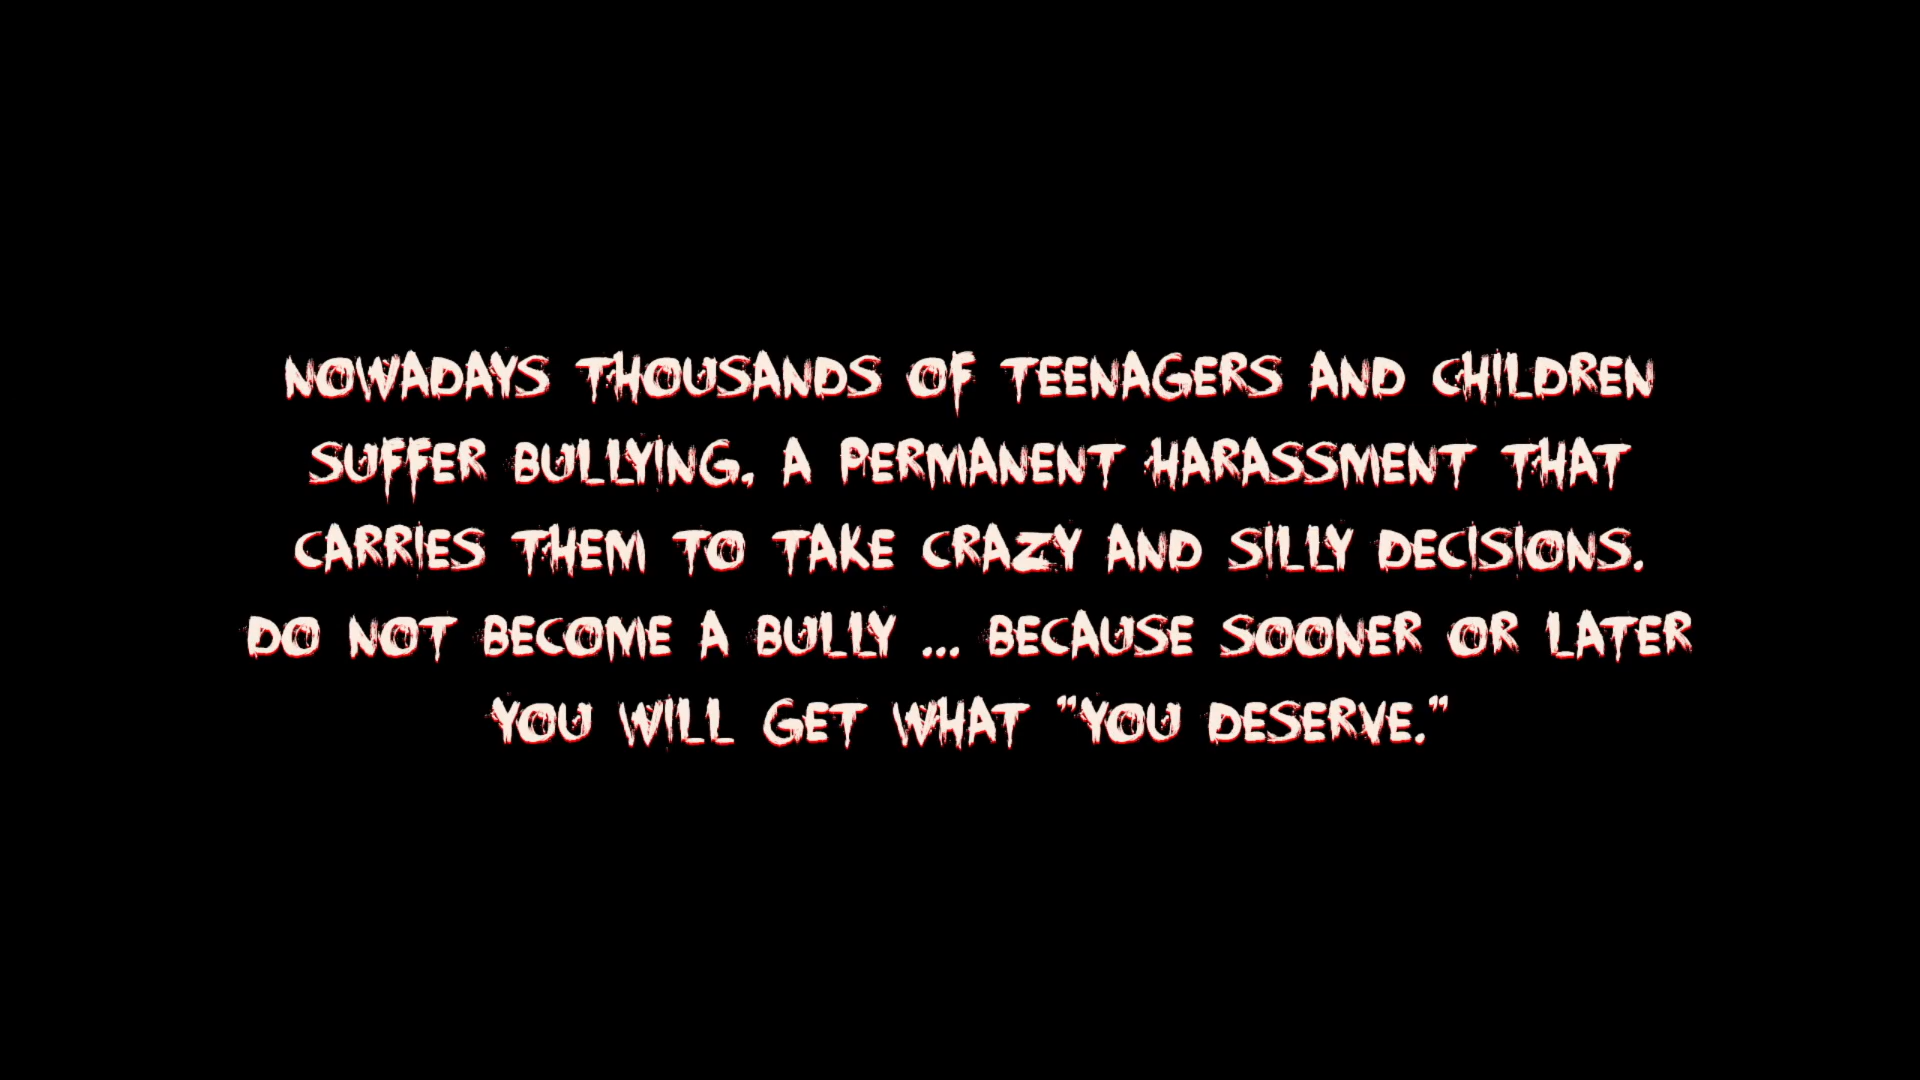 NOWADAYS THOUSANDS OF TEENAGERS AND CHILDREN
SUFFER BULLYING, A PERMANENT HARASSMENT THAT
CARRIES THEM TO TAKE CRAZY AND SILLY DECISIONS.
DO NOT BECOME A BULLY ... BECAUSE SOONER OR LATER
YOU WILL GET WHAT "YOU DESERVE."